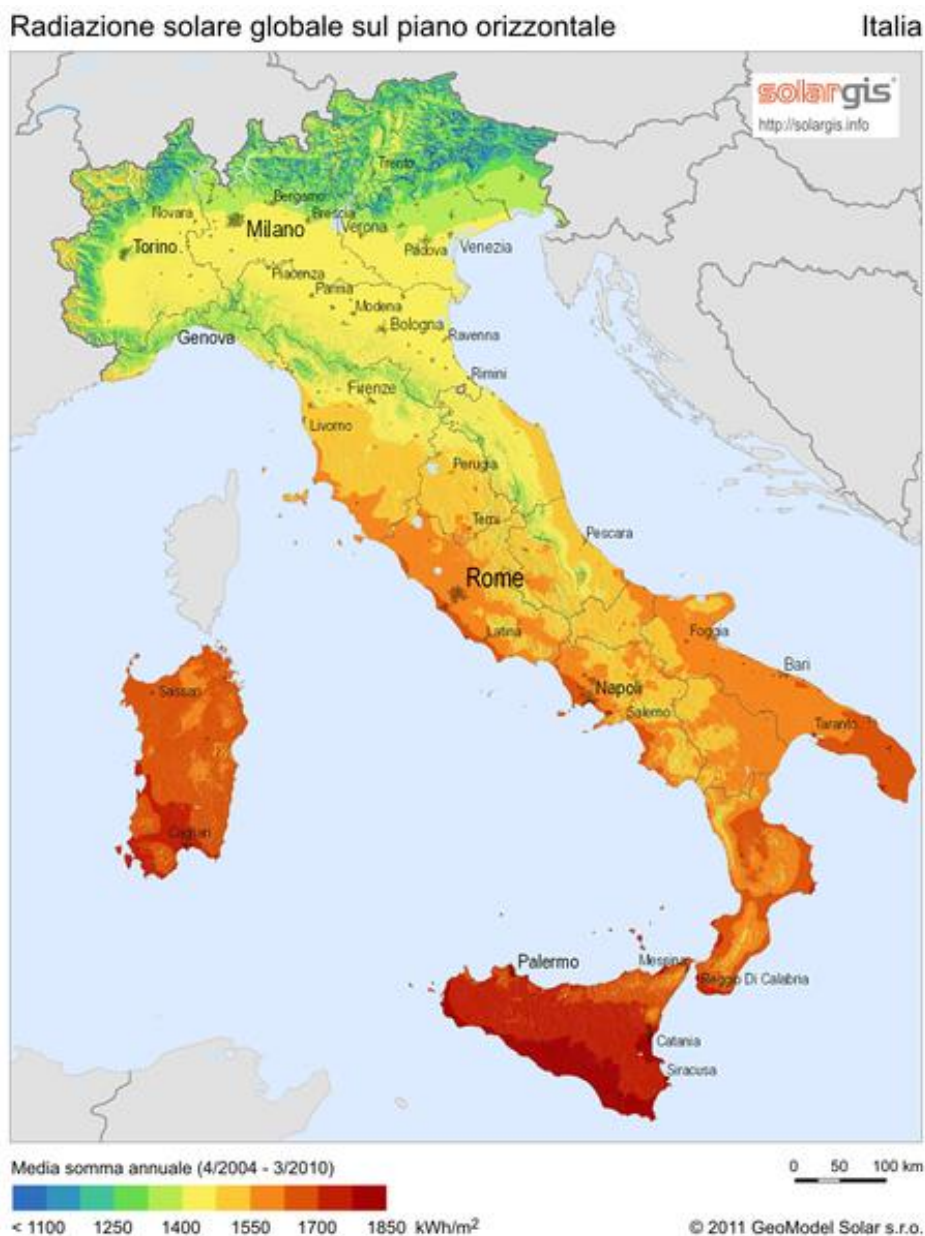 Radiazione solare globale sul piano orizzontale Italia
solargis
http://solargis.info
Trento
Bergamo
Novara
Brescia
Milano
Verona
Torino
Padova
Venezia
Piacenza
Parma
Modena
Bologna
Genova
Ravenna
Rimini
Firenze
Livorno
Perugia
Terni
Pescara
Rome
Latina
Foggia
Bari
Napoli
Sassari
Salerno
Taranto
Cagliari
Palermo
Messina
Reggio Di Calabria
Catania
Siracusa
Media somma annuale (4/2004 - 3/2010)
0 50 100 km
< 1100 1250 1400 1550 1700 1850 kWh/m²
© 2011 GeoModel Solar s.r.o.